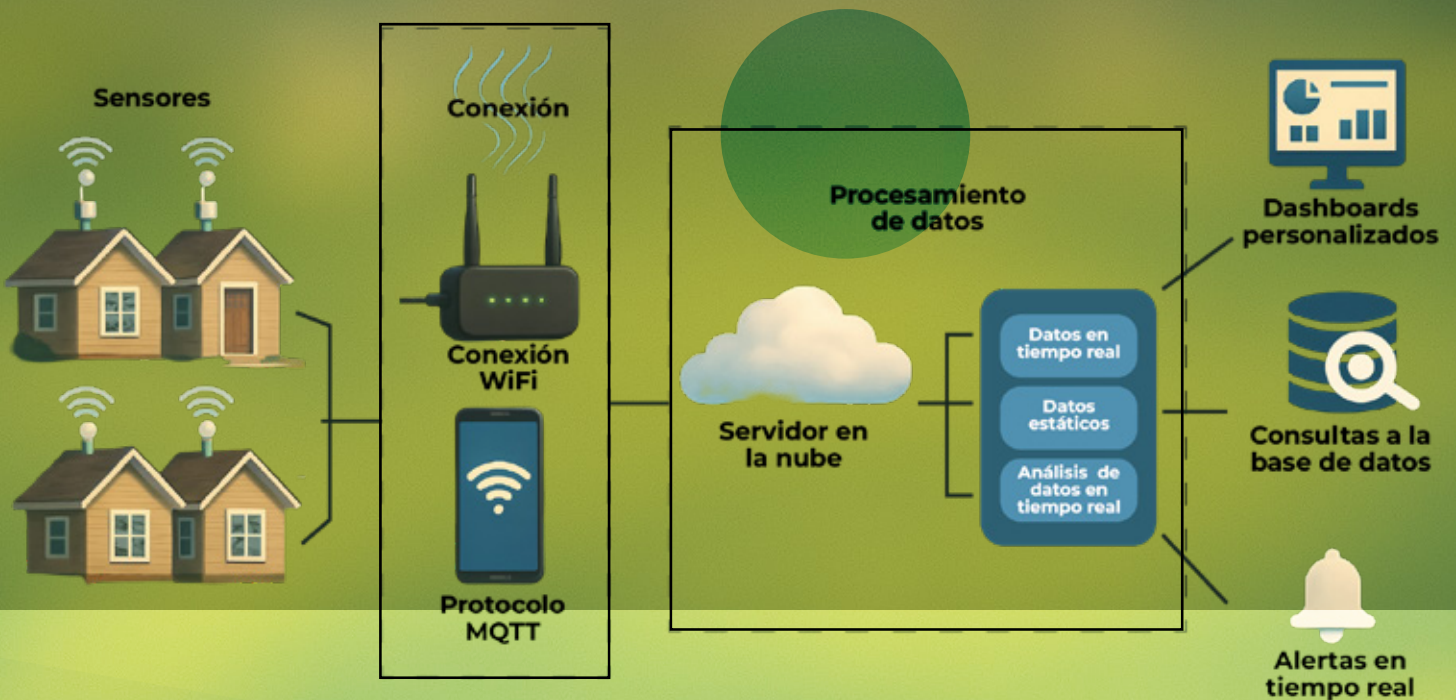 Sensores
Conexión
Conexión
WiFi
Protocolo
MQTT
Procesamiento
de datos
Servidor en
la nube
Datos en
tiempo real
Datos
estáticos
Análisis de
datos en
tiempo real
Dashboards
personalizados
Consultas a la
base de datos
Alertas en
tiempo real